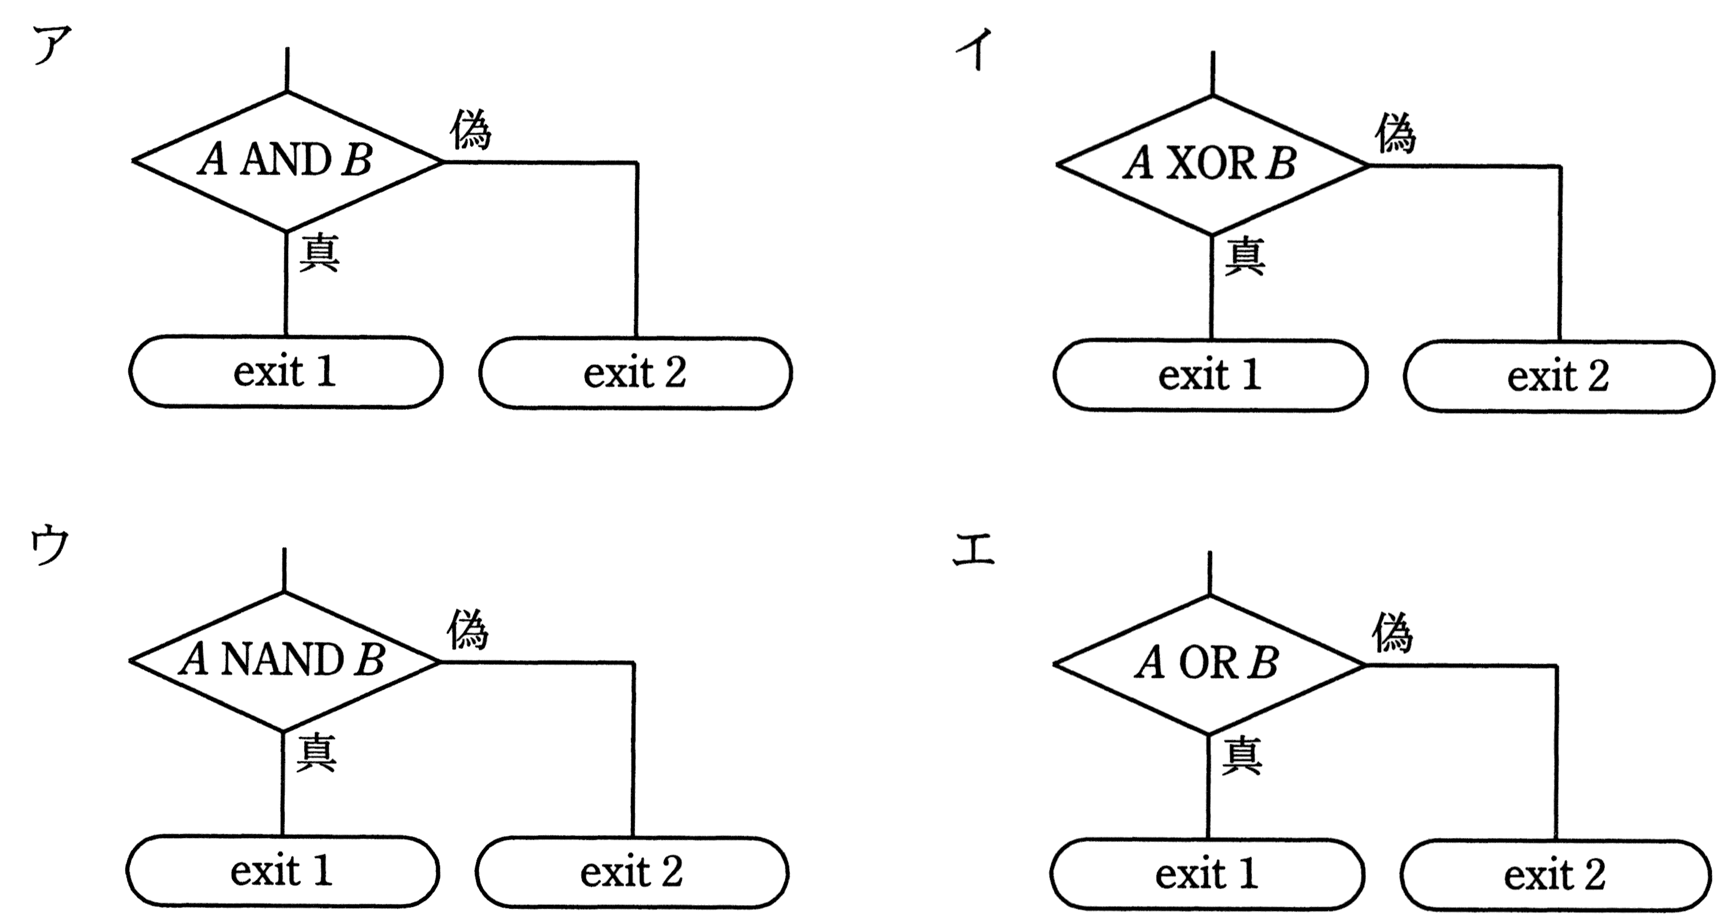 ア
A AND B
偽
真
exit 1
exit 2
イ
A XOR B
偽
真
exit 1
exit 2
ウ
A NAND B
偽
真
exit 1
exit 2
エ
A OR B
偽
真
exit 1
exit 2